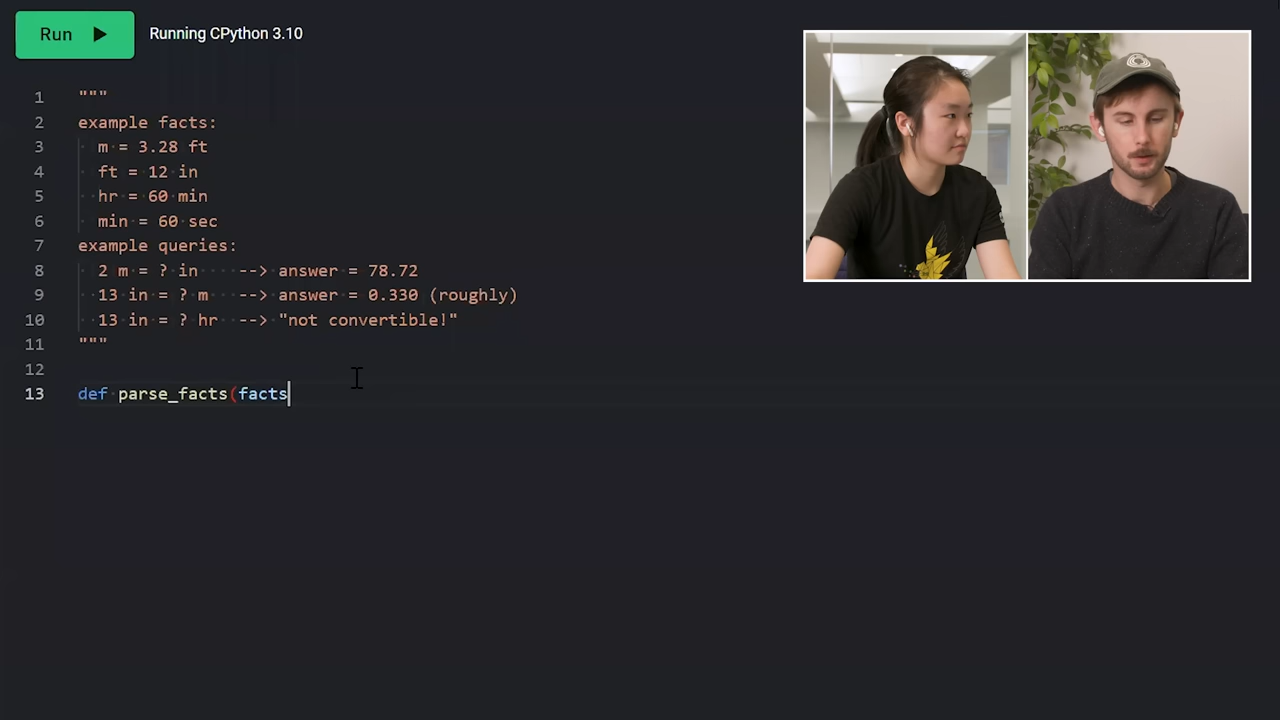 Run Running CPython 3.10
1 """
2 example facts:
3 m = 3.28 ft
4 ft = 12 in
5 hr = 60 min
6 min = 60 sec
7 example queries:
8 2 m = ? in --> answer = 78.72
9 13 in = ? m --> answer = 0.330 (roughly)
10 13 in = ? hr --> "not convertible!"
11 """
12
13 def parse_facts(facts